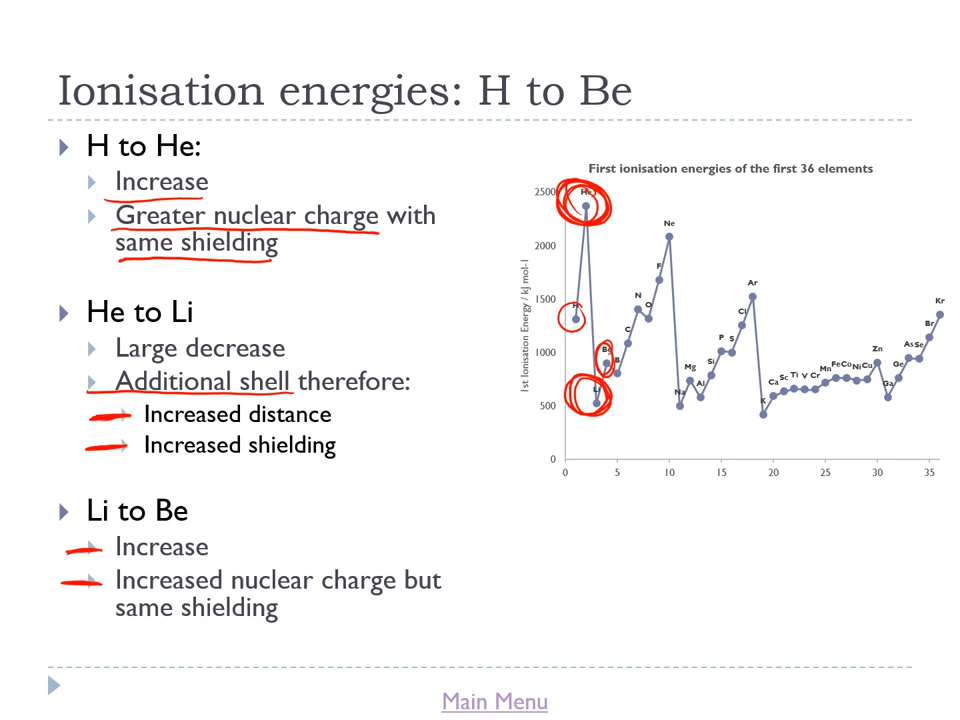 Ionisation energies: H to Be
H to He:
Increase
Greater nuclear charge with
same shielding
He to Li
Large decrease
Additional shell therefore:
Increased distance
Increased shielding
Li to Be
Increase
Increased nuclear charge but
same shielding
First ionisation energies of the first 36 elements
1st Ionisation Energy / kJ mol-1
2500
2000
1500
1000
500
0
0 5 10 15 20 25 30 35
H He Li Be B C N O F Ne Na Mg Al Si P S Cl Ar K Ca Sc Ti V Cr Mn Fe Co Ni Cu Zn Ga Ge As Se Br Kr
Main Menu